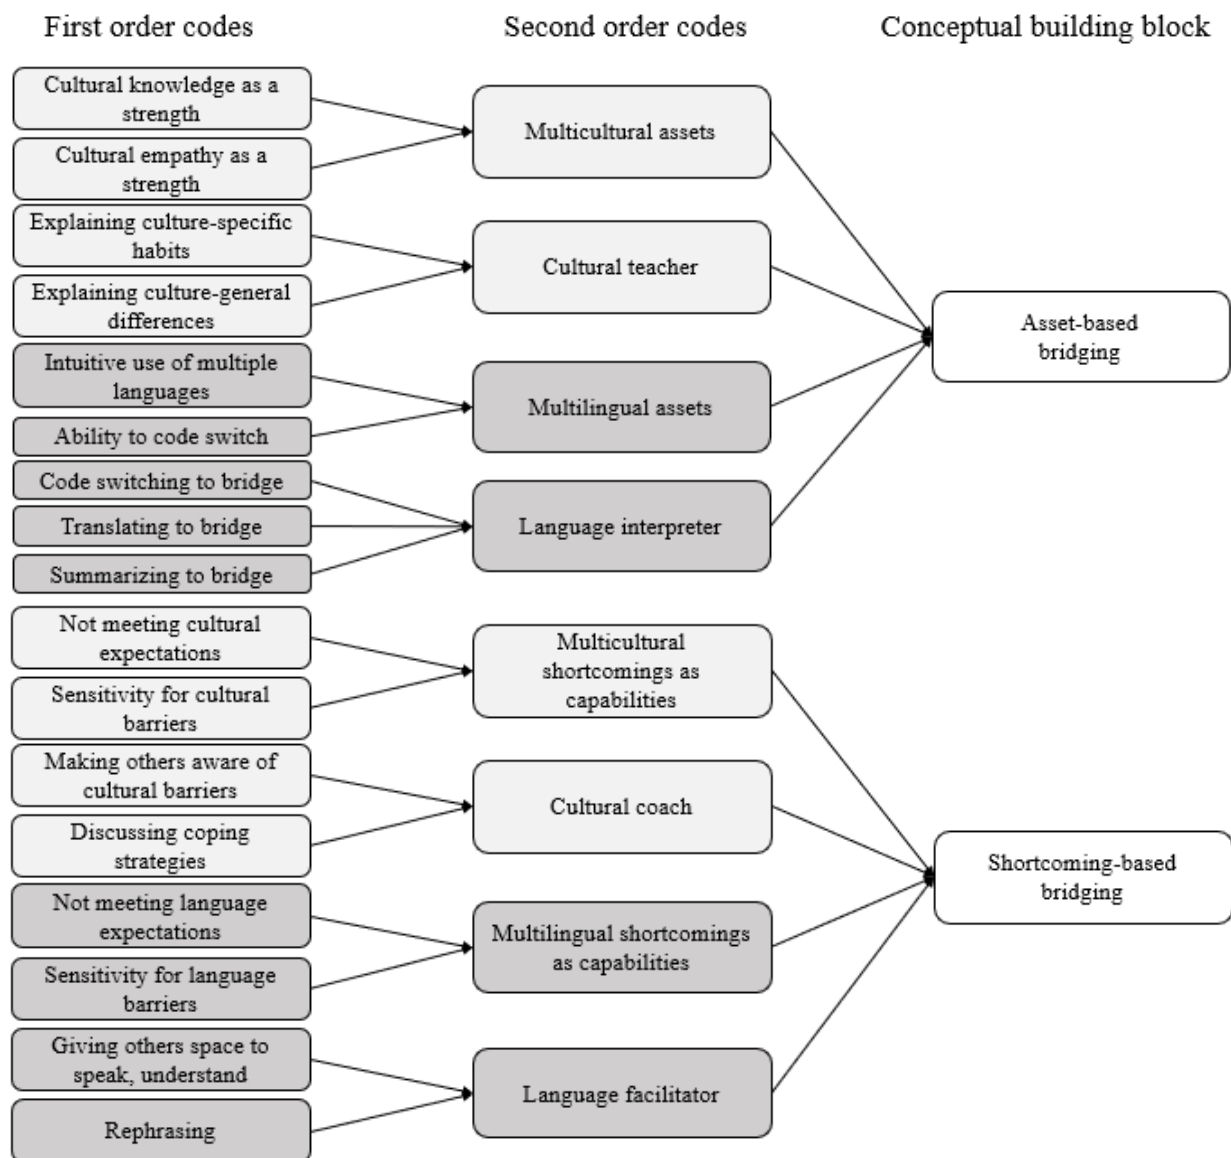 First order codes
Second order codes
Conceptual building block
Cultural knowledge as a
strength
Cultural empathy as a
strength
Explaining culture-specific
habits
Explaining culture-general
differences
Intuitive use of multiple
languages
Ability to code switch
Code switching to bridge
Translating to bridge
Summarizing to bridge
Not meeting cultural
expectations
Sensitivity for cultural
barriers
Making others aware of
cultural barriers
Discussing coping
strategies
Not meeting language
expectations
Sensitivity for language
barriers
Giving others space to
speak, understand
Rephrasing
Multicultural assets
Cultural teacher
Multilingual assets
Language interpreter
Multicultural
shortcomings as
capabilities
Cultural coach
Multilingual shortcomings
as capabilities
Language facilitator
Asset-based
bridging
Shortcoming-based
bridging